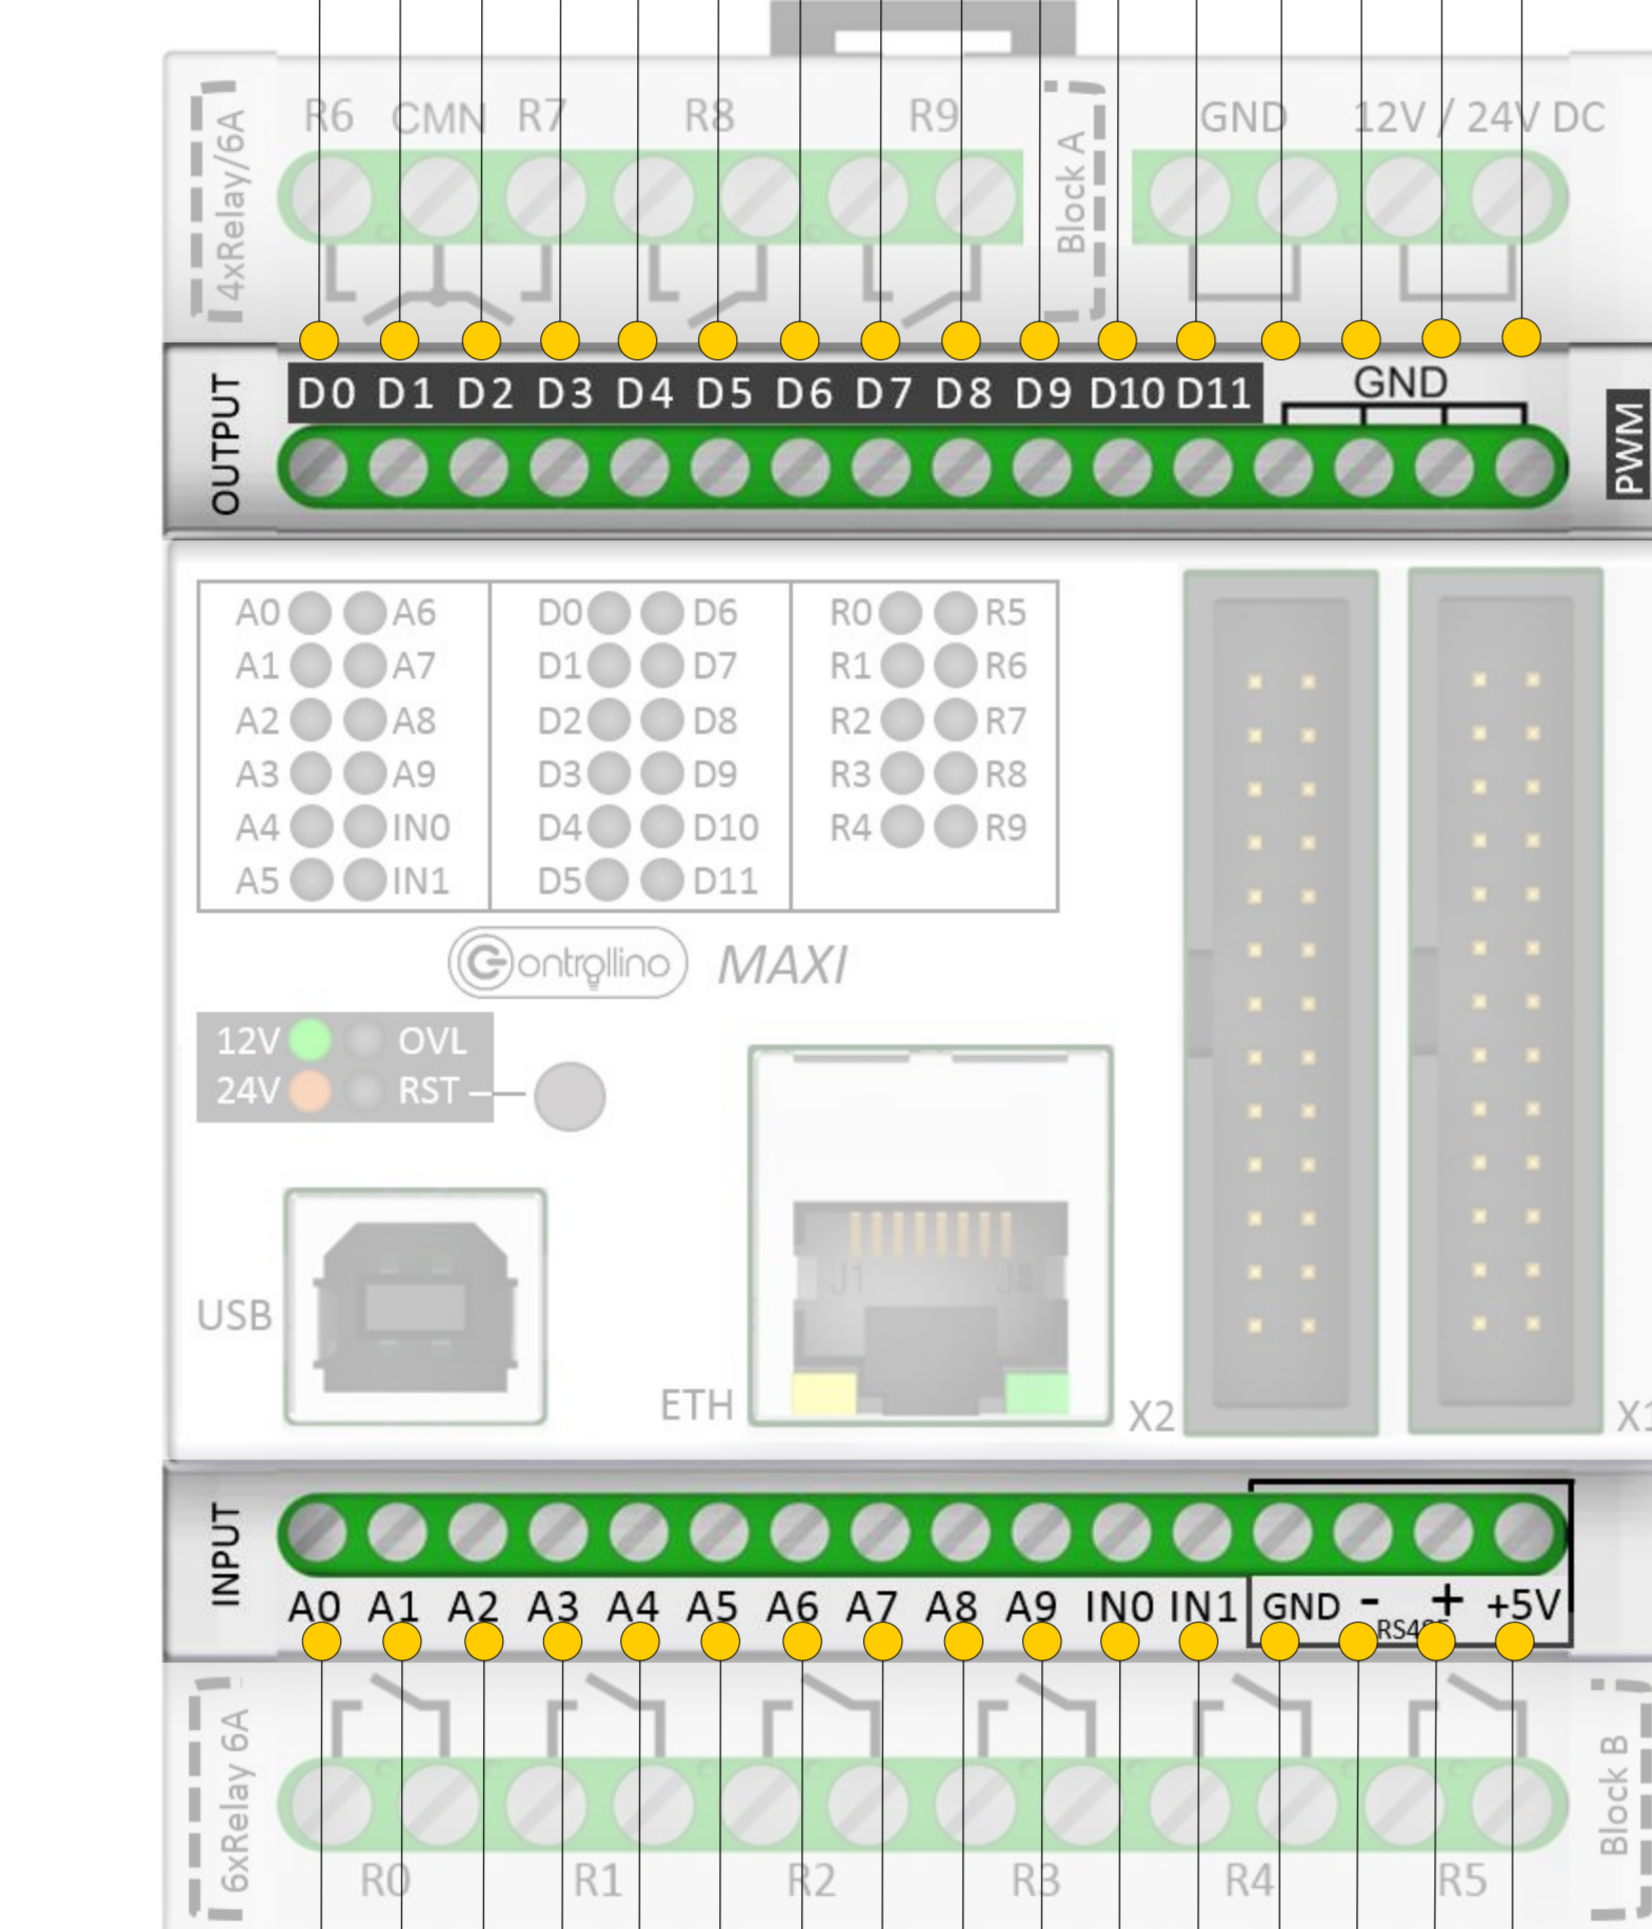 R6 CMN R7 R8 R9 GND 12V / 24V DC
4xRelay/6A
Block A
OUTPUT
D0 D1 D2 D3 D4 D5 D6 D7 D8 D9 D10 D11 GND
PWM
A0 A6 D0 D6 R0 R5
A1 A7 D1 D7 R1 R6
A2 A8 D2 D8 R2 R7
A3 A9 D3 D9 R3 R8
A4 IN0 D4 D10 R4 R9
A5 IN1 D5 D11
Controllino MAXI
12V OVL
24V RST
J1 J8
USB
ETH
X2
INPUT
A0 A1 A2 A3 A4 A5 A6 A7 A8 A9 IN0 IN1 GND - + +5V
6xRelay 6A
Block B
R0 R1 R2 R3 R4 R5